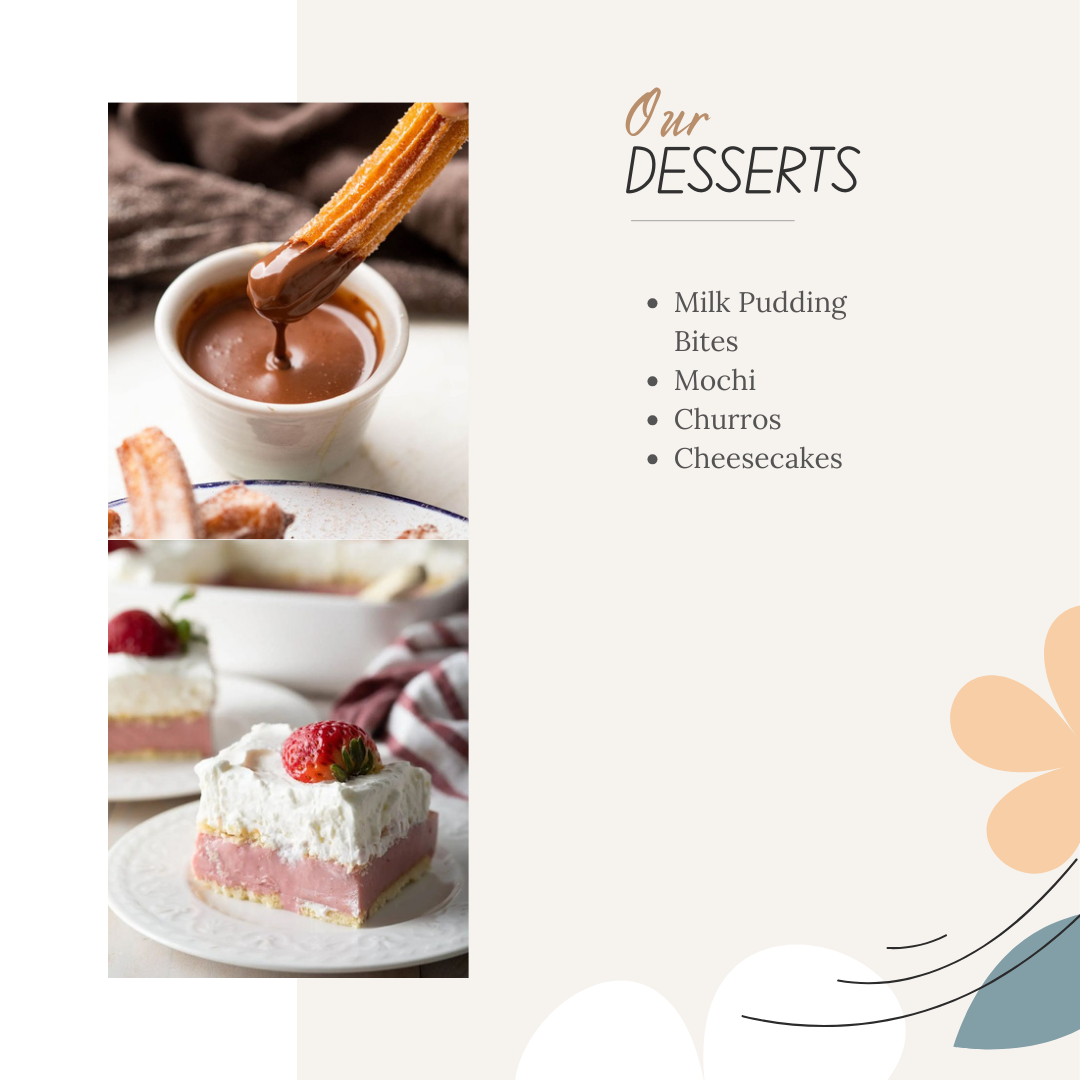 Our
DESSERTS
• Milk Pudding
Bites
• Mochi
• Churros
• Cheesecakes